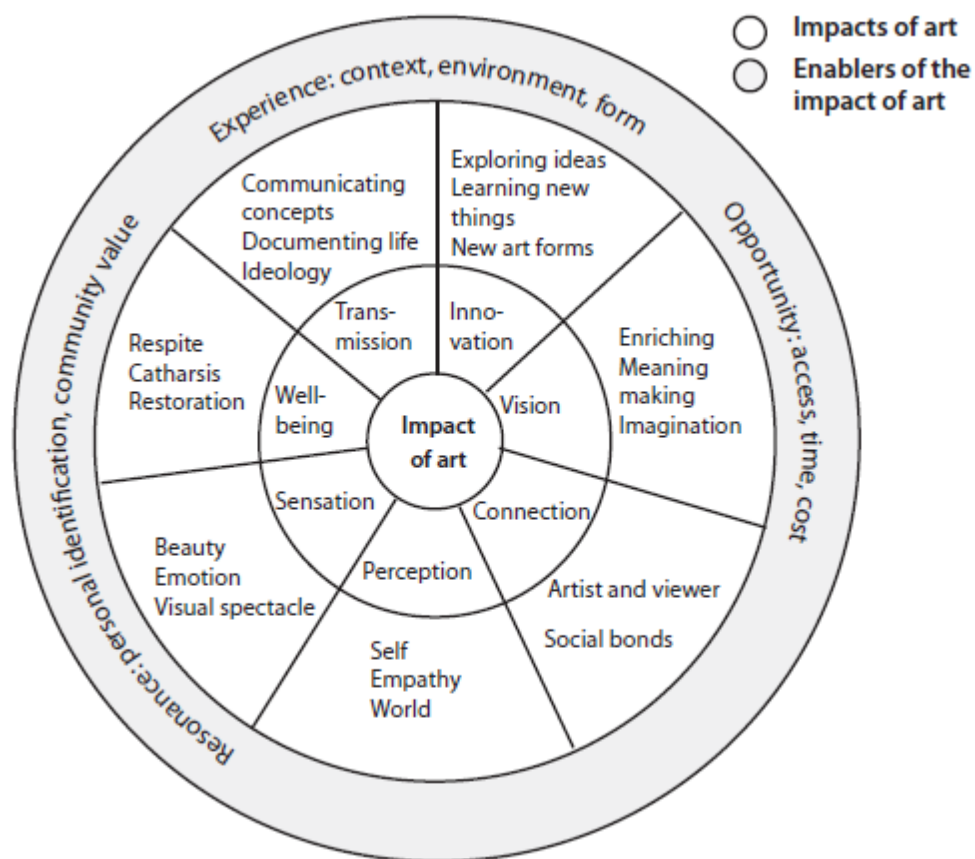 Impacts of art
Enablers of the
impact of art
Experience: context, environment, form
Opportunity: access, time, cost
Resonance: personal identification, community value
Communicating
concepts
Documenting life
Ideology
Exploring ideas
Learning new
things
New art forms
Enriching
Meaning
making
Imagination
Artist and viewer
Social bonds
Self
Empathy
World
Beauty
Emotion
Visual spectacle
Respite
Catharsis
Restoration
Trans-
mission
Inno-
vation
Vision
Connection
Perception
Sensation
Well-
being
Impact
of art